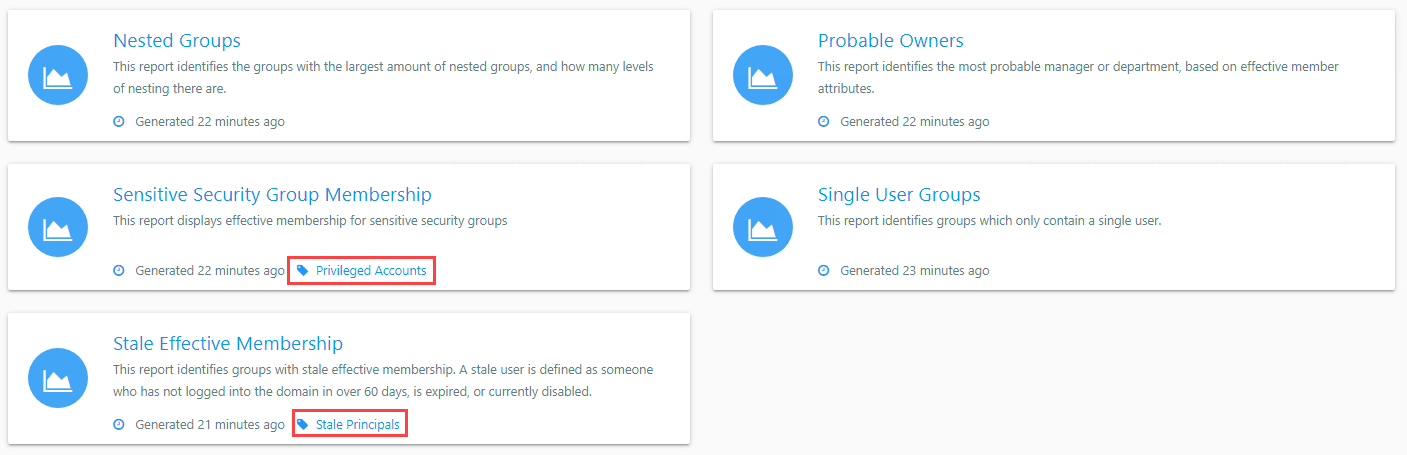 Nested Groups
This report identifies the groups with the largest amount of nested groups, and how many levels
of nesting there are.
Generated 22 minutes ago
Probable Owners
This report identifies the most probable manager or department, based on effective member
attributes.
Generated 22 minutes ago
Sensitive Security Group Membership
This report displays effective membership for sensitive security groups
Generated 22 minutes ago Privileged Accounts
Single User Groups
This report identifies groups which only contain a single user.
Generated 23 minutes ago
Stale Effective Membership
This report identifies groups with stale effective membership. A stale user is defined as someone
who has not logged into the domain in over 60 days, is expired, or currently disabled.
Generated 21 minutes ago Stale Principals